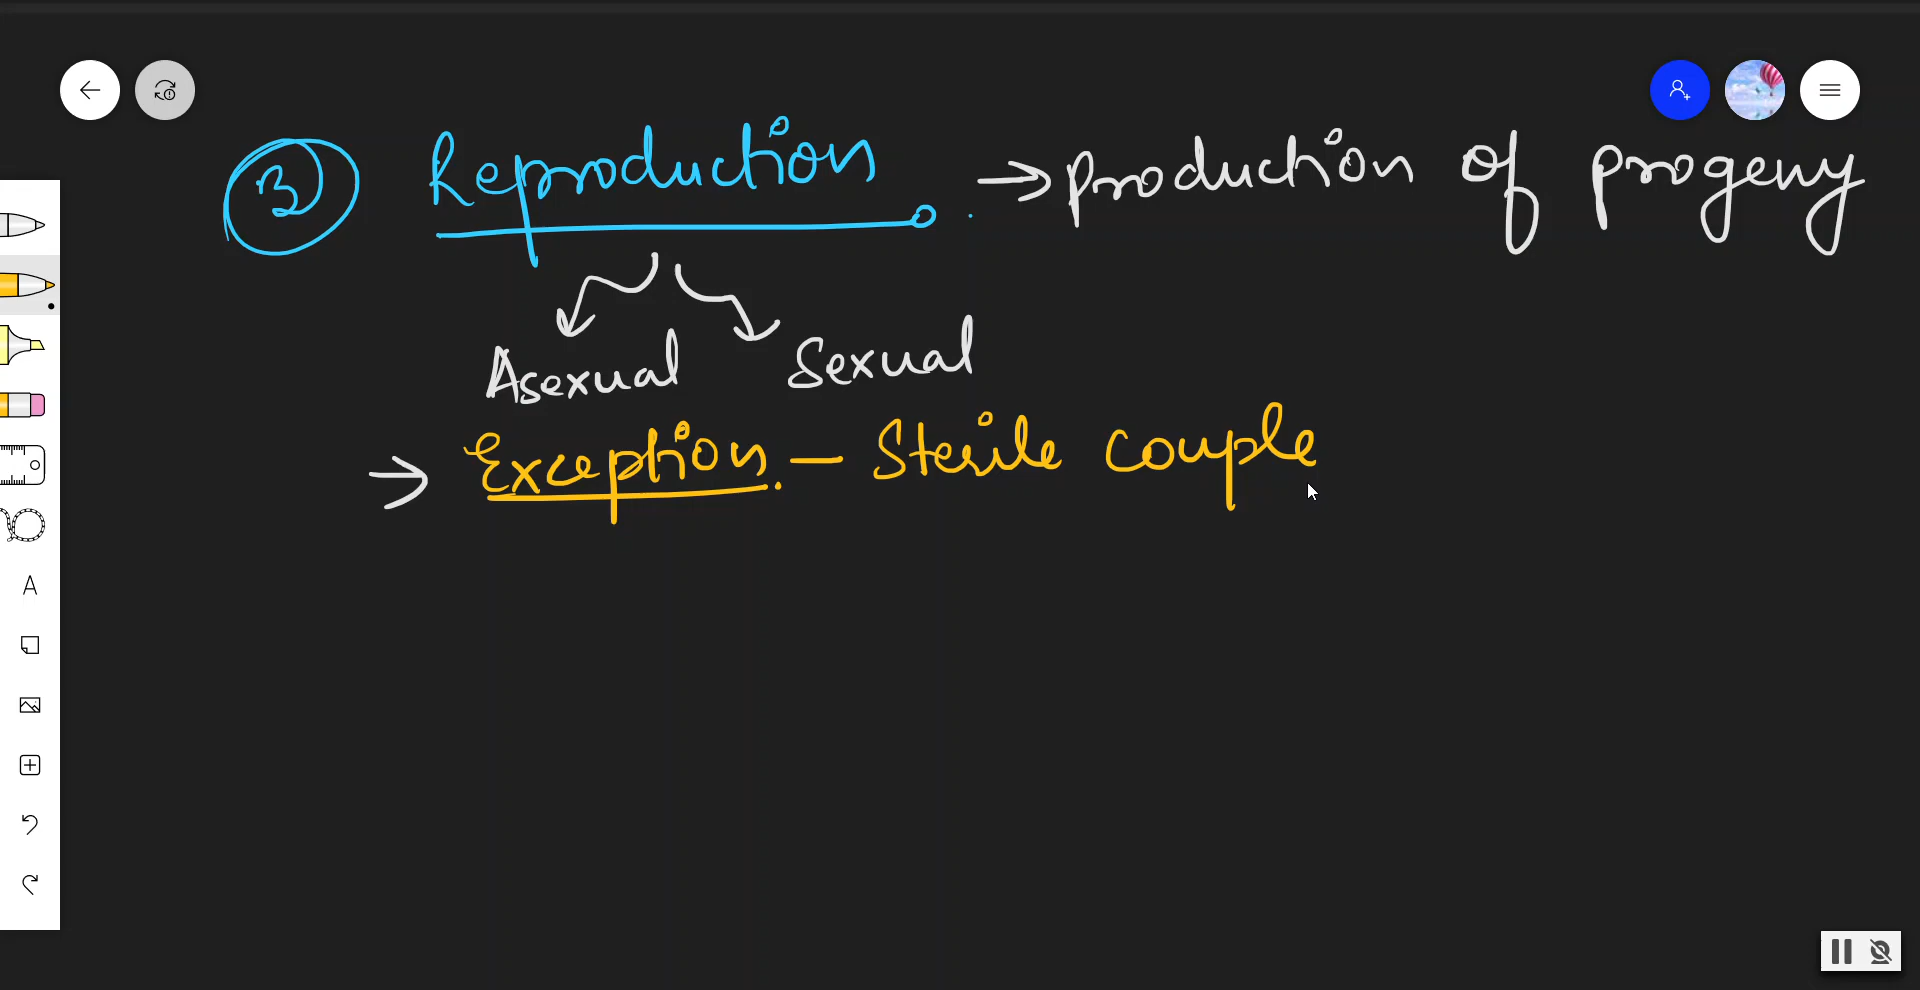 3 Reproduction → production of progeny
Asexual Sexual
→ Exception. – Sterile couple
A